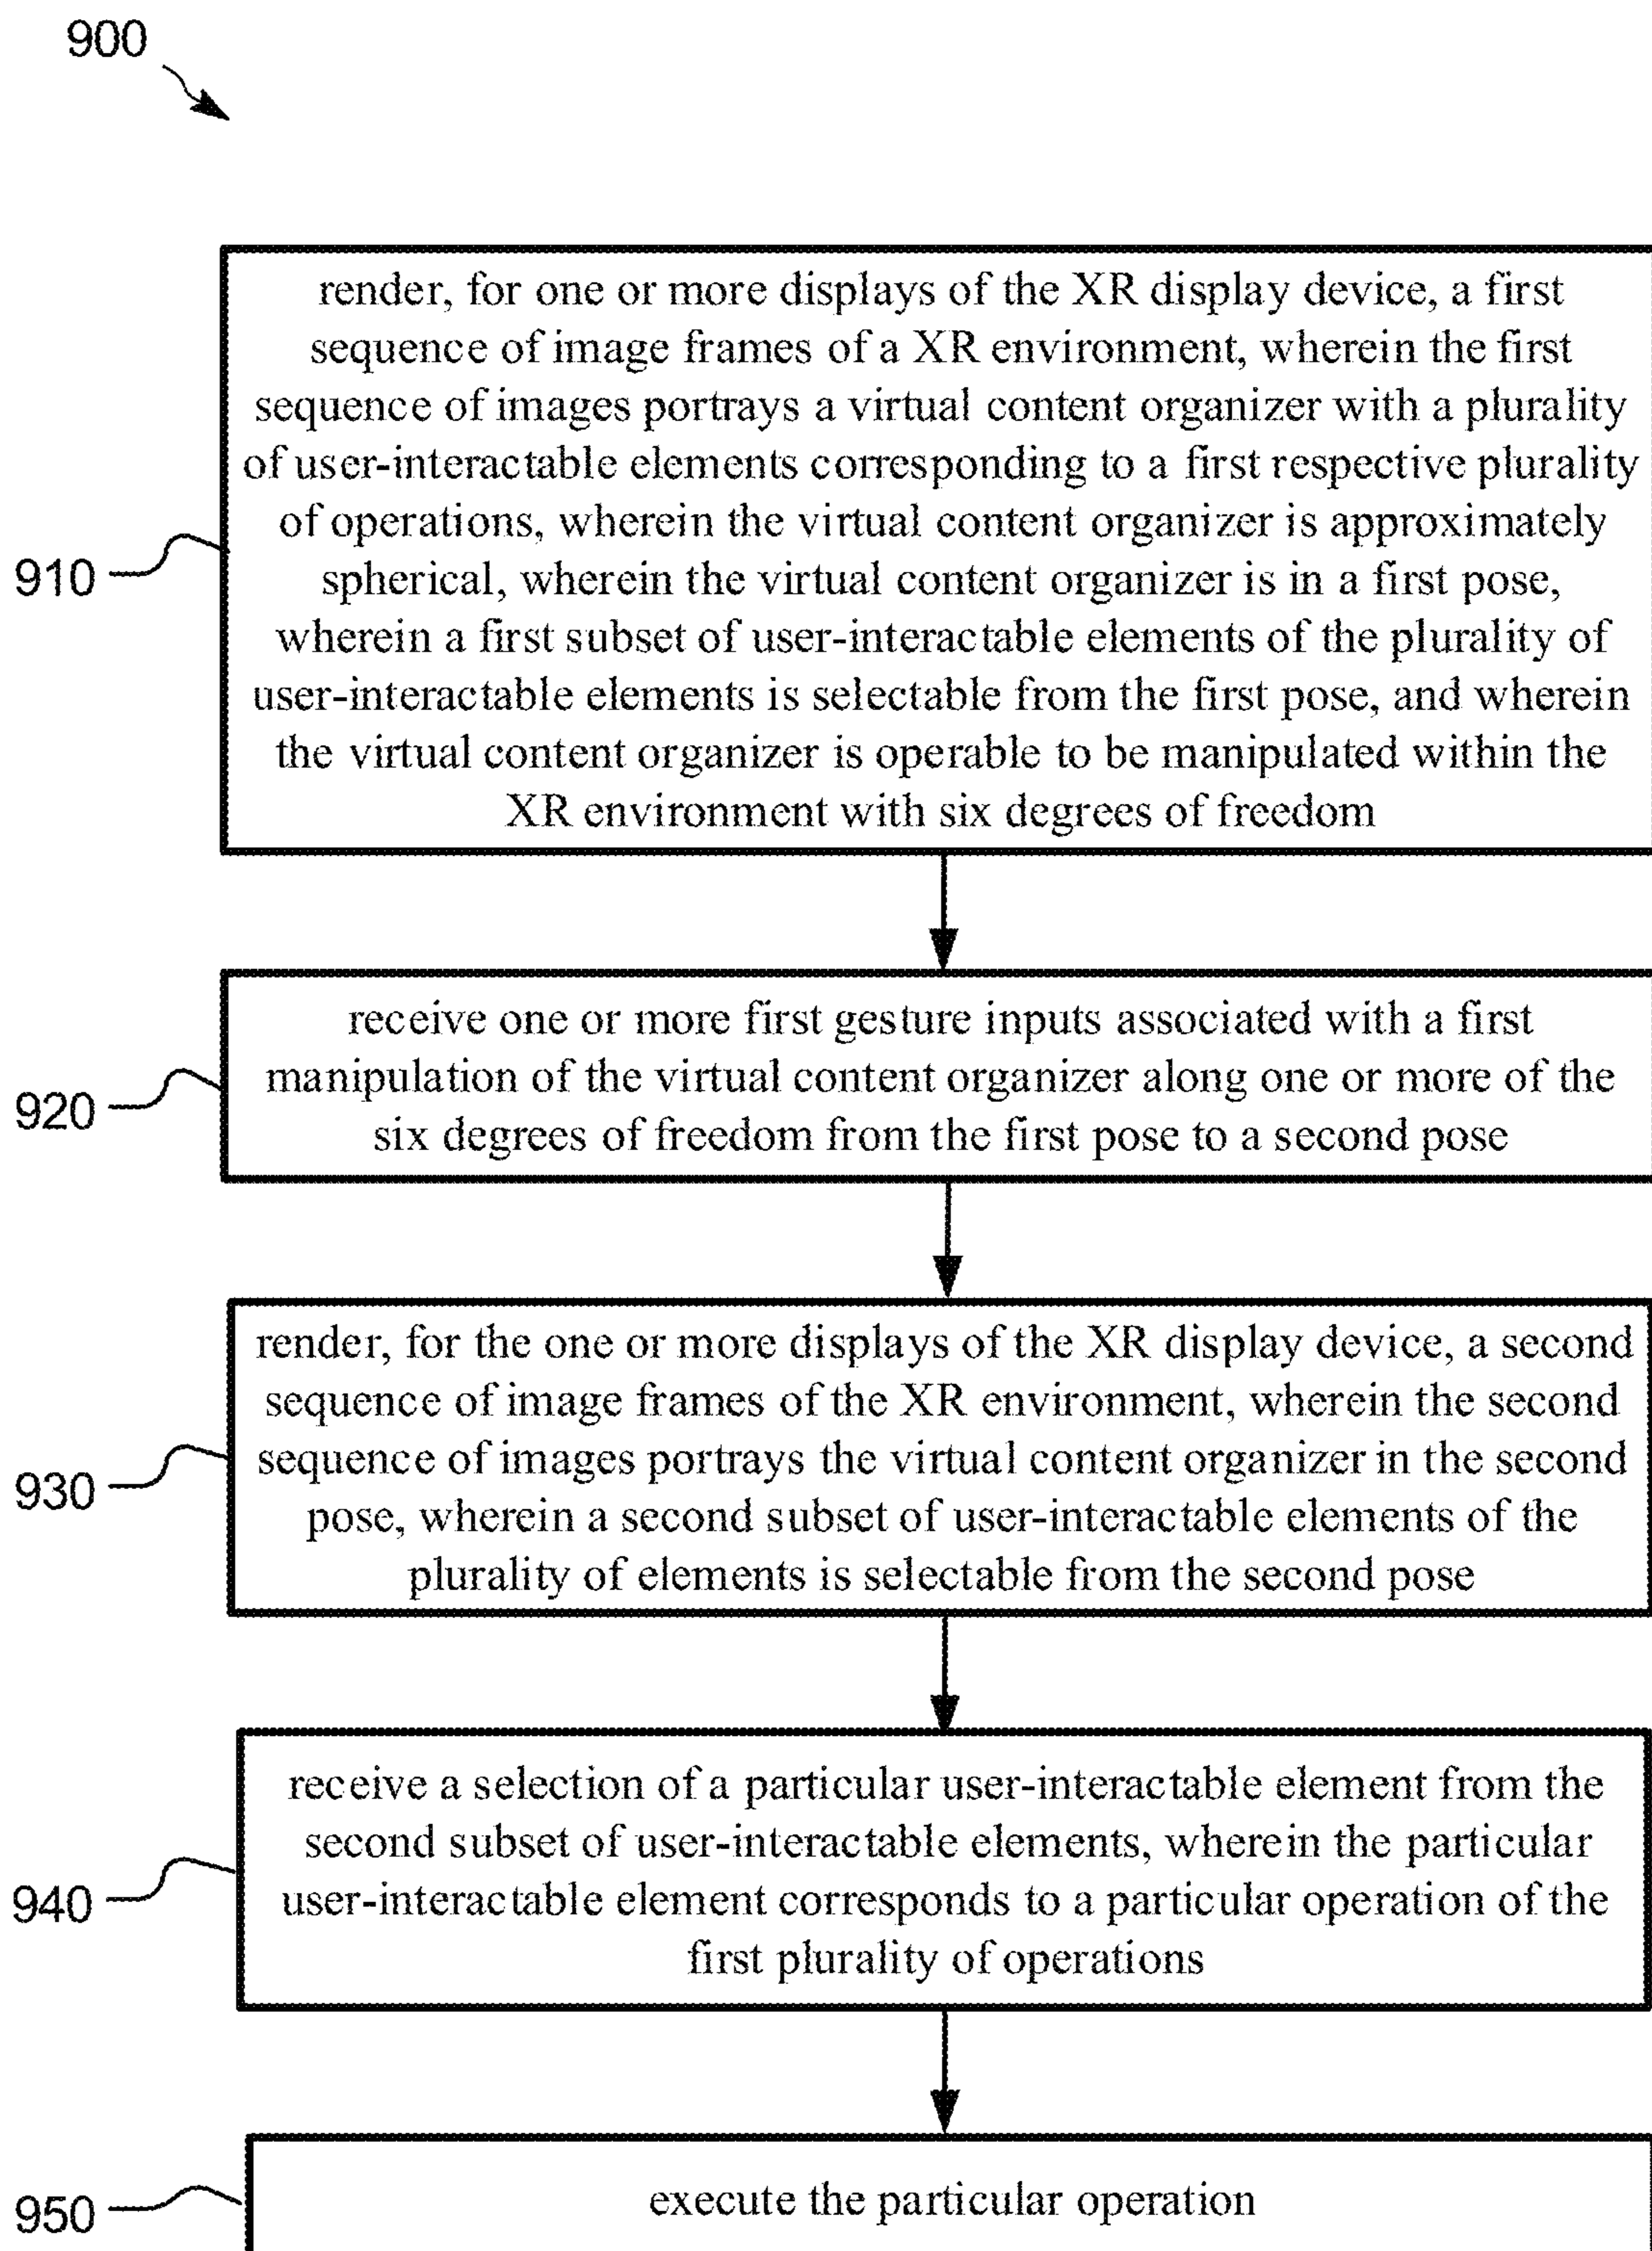 900
render, for one or more displays of the XR display device, a first
sequence of image frames of a XR environment, wherein the first
sequence of images portrays a virtual content organizer with a plurality
of user-interactable elements corresponding to a first respective plurality
of operations, wherein the virtual content organizer is approximately
spherical, wherein the virtual content organizer is in a first pose,
wherein a first subset of user-interactable elements of the plurality of
user-interactable elements is selectable from the first pose, and wherein
the virtual content organizer is operable to be manipulated within the
XR environment with six degrees of freedom
910
receive one or more first gesture inputs associated with a first
manipulation of the virtual content organizer along one or more of the
six degrees of freedom from the first pose to a second pose
920
render, for the one or more displays of the XR display device, a second
sequence of image frames of the XR environment, wherein the second
sequence of images portrays the virtual content organizer in the second
pose, wherein a second subset of user-interactable elements of the
plurality of elements is selectable from the second pose
930
receive a selection of a particular user-interactable element from the
second subset of user-interactable elements, wherein the particular
user-interactable element corresponds to a particular operation of the
first plurality of operations
940
execute the particular operation
950